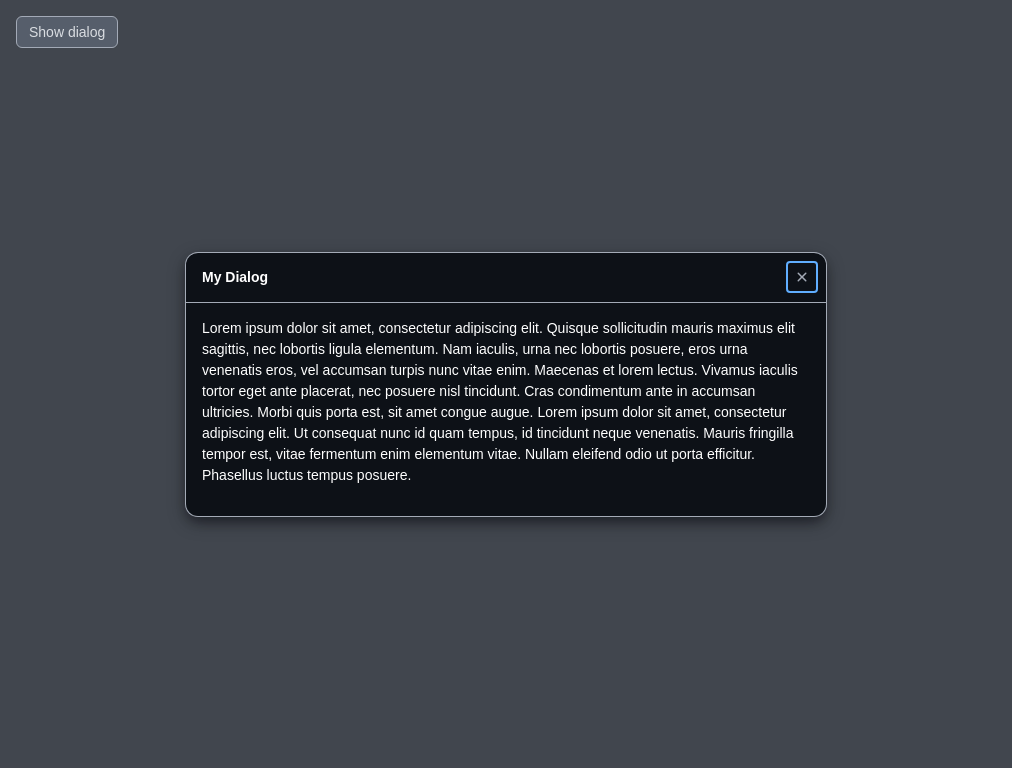 Show dialog
My Dialog
Lorem ipsum dolor sit amet, consectetur adipiscing elit. Quisque sollicitudin mauris maximus elit
sagittis, nec lobortis ligula elementum. Nam iaculis, urna nec lobortis posuere, eros urna
venenatis eros, vel accumsan turpis nunc vitae enim. Maecenas et lorem lectus. Vivamus iaculis
tortor eget ante placerat, nec posuere nisl tincidunt. Cras condimentum ante in accumsan
ultricies. Morbi quis porta est, sit amet congue augue. Lorem ipsum dolor sit amet, consectetur
adipiscing elit. Ut consequat nunc id quam tempus, id tincidunt neque venenatis. Mauris fringilla
tempor est, vitae fermentum enim elementum vitae. Nullam eleifend odio ut porta efficitur.
Phasellus luctus tempus posuere.